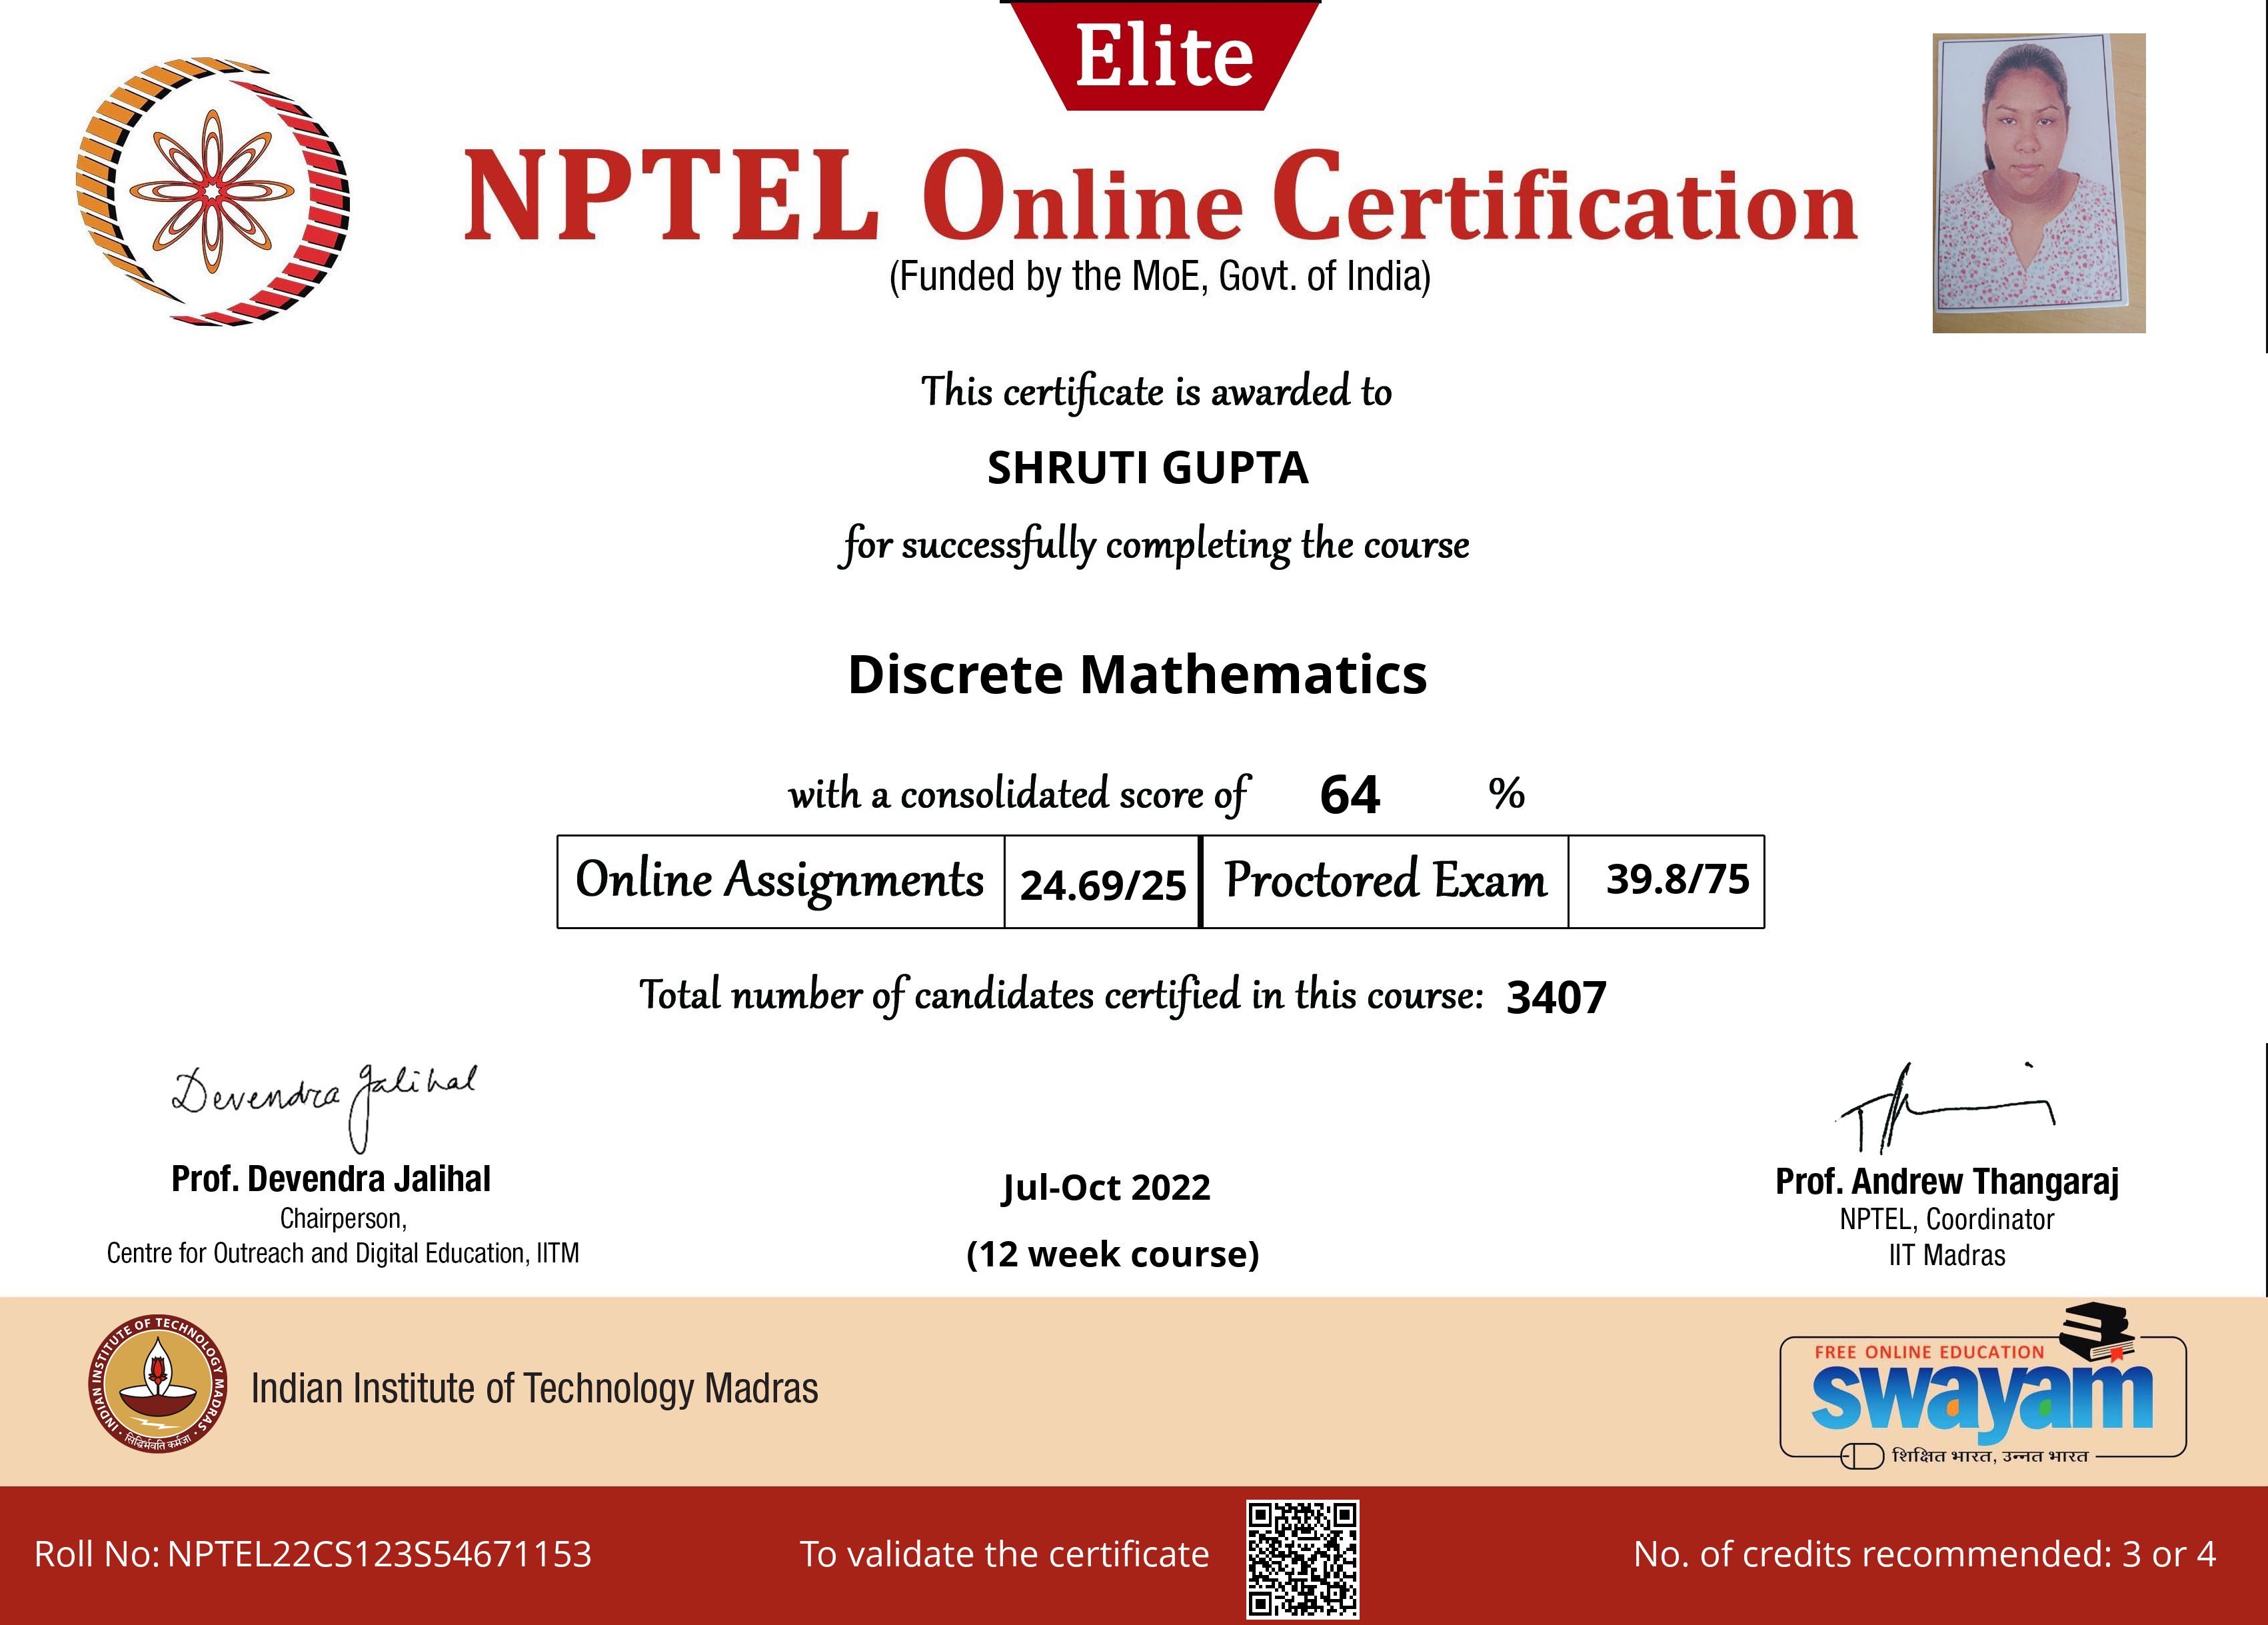 Elite
NPTEL Online Certification
(Funded by the MoE, Govt. of India)
This certificate is awarded to
SHRUTI GUPTA
for successfully completing the course
Discrete Mathematics
with a consolidated score of 64 %
Online Assignments 24.69/25 Proctored Exam 39.8/75
Total number of candidates certified in this course: 3407
Devendra Jalihal
Prof. Devendra Jalihal
Chairperson,
Centre for Outreach and Digital Education, IITM
Jul-Oct 2022
(12 week course)
Prof. Andrew Thangaraj
NPTEL, Coordinator
IIT Madras
INDIAN INSTITUTE OF TECHNOLOGY MADRAS
सिद्धिर्भवति कर्मजा
Indian Institute of Technology Madras
FREE ONLINE EDUCATION
swayam
शिक्षित भारत, उन्नत भारत
Roll No: NPTEL22CS123S54671153
To validate the certificate
No. of credits recommended: 3 or 4